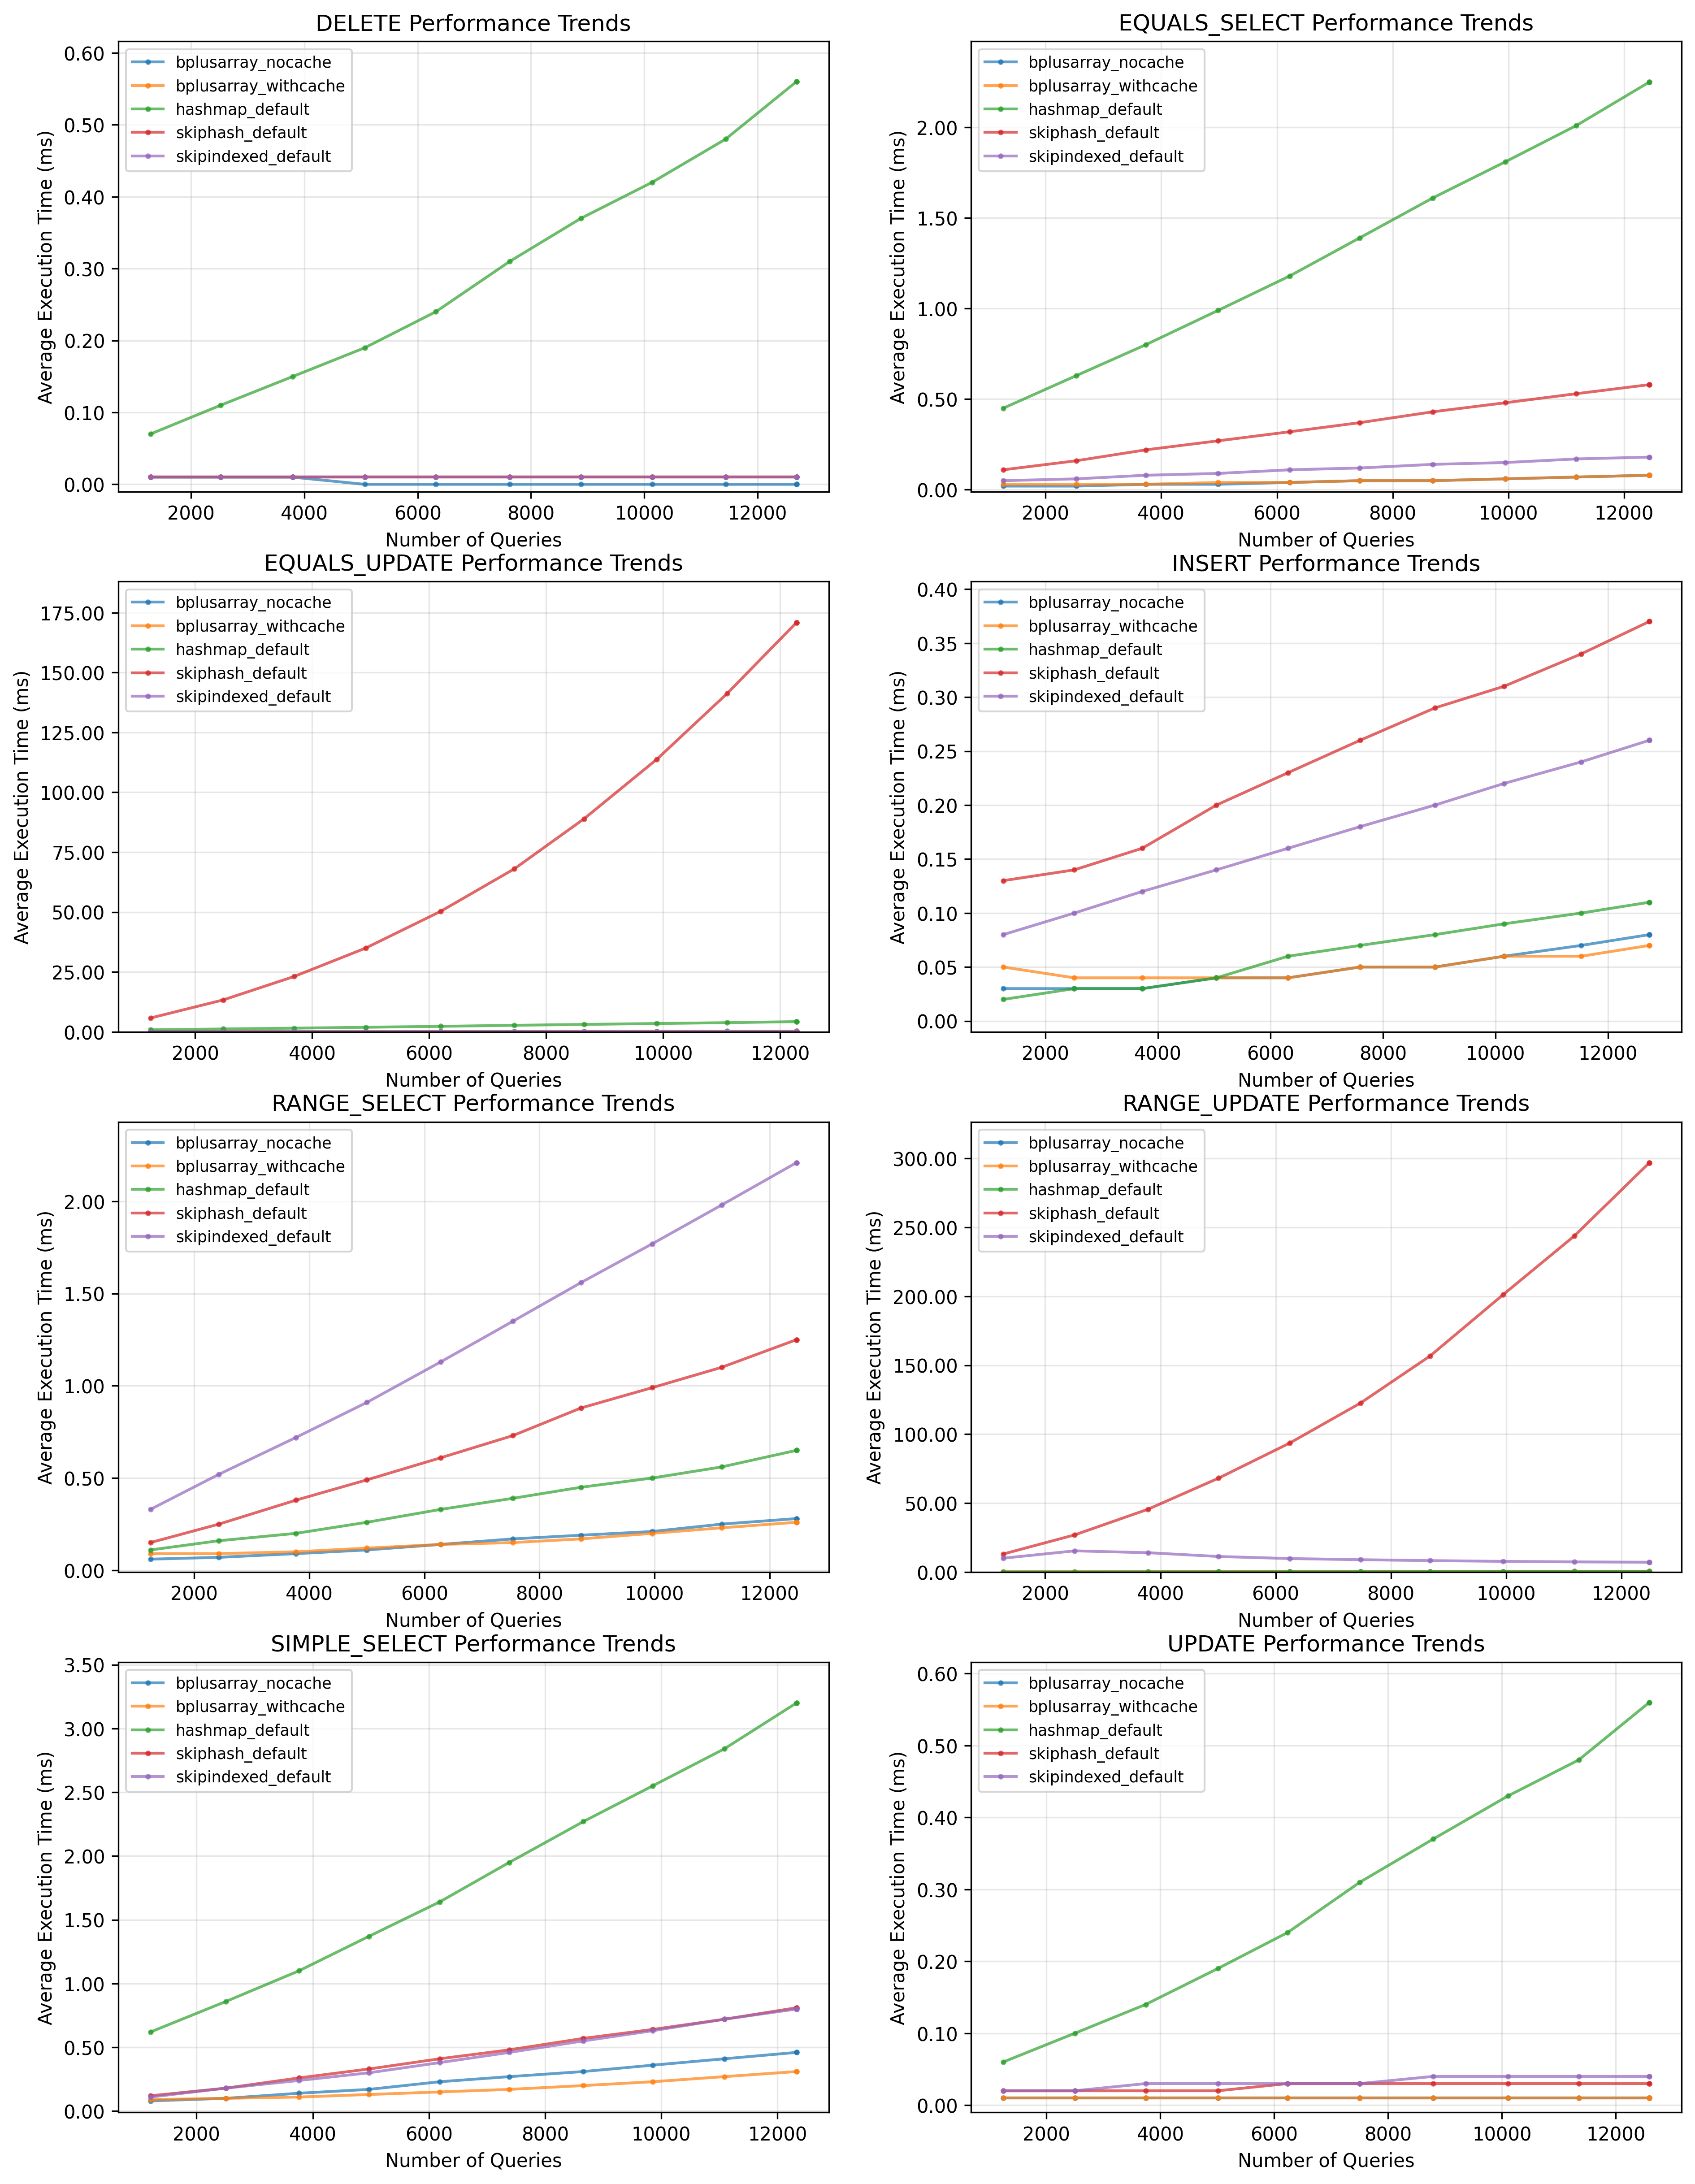 DELETE Performance Trends
Average Execution Time (ms)
0.60
0.50
0.40
0.30
0.20
0.10
0.00
bplusarray_nocache
bplusarray_withcache
hashmap_default
skiphash_default
skipindexed_default
2000 4000 6000 8000 10000 12000
Number of Queries
EQUALS_SELECT Performance Trends
Average Execution Time (ms)
2.00
1.50
1.00
0.50
0.00
bplusarray_nocache
bplusarray_withcache
hashmap_default
skiphash_default
skipindexed_default
2000 4000 6000 8000 10000 12000
Number of Queries
EQUALS_UPDATE Performance Trends
Average Execution Time (ms)
175.00
150.00
125.00
100.00
75.00
50.00
25.00
0.00
bplusarray_nocache
bplusarray_withcache
hashmap_default
skiphash_default
skipindexed_default
2000 4000 6000 8000 10000 12000
Number of Queries
INSERT Performance Trends
Average Execution Time (ms)
0.40
0.35
0.30
0.25
0.20
0.15
0.10
0.05
0.00
bplusarray_nocache
bplusarray_withcache
hashmap_default
skiphash_default
skipindexed_default
2000 4000 6000 8000 10000 12000
Number of Queries
RANGE_SELECT Performance Trends
Average Execution Time (ms)
2.00
1.50
1.00
0.50
0.00
bplusarray_nocache
bplusarray_withcache
hashmap_default
skiphash_default
skipindexed_default
2000 4000 6000 8000 10000 12000
Number of Queries
RANGE_UPDATE Performance Trends
Average Execution Time (ms)
300.00
250.00
200.00
150.00
100.00
50.00
0.00
bplusarray_nocache
bplusarray_withcache
hashmap_default
skiphash_default
skipindexed_default
2000 4000 6000 8000 10000 12000
Number of Queries
SIMPLE_SELECT Performance Trends
Average Execution Time (ms)
3.50
3.00
2.50
2.00
1.50
1.00
0.50
0.00
bplusarray_nocache
bplusarray_withcache
hashmap_default
skiphash_default
skipindexed_default
2000 4000 6000 8000 10000 12000
Number of Queries
UPDATE Performance Trends
Average Execution Time (ms)
0.60
0.50
0.40
0.30
0.20
0.10
0.00
bplusarray_nocache
bplusarray_withcache
hashmap_default
skiphash_default
skipindexed_default
2000 4000 6000 8000 10000 12000
Number of Queries